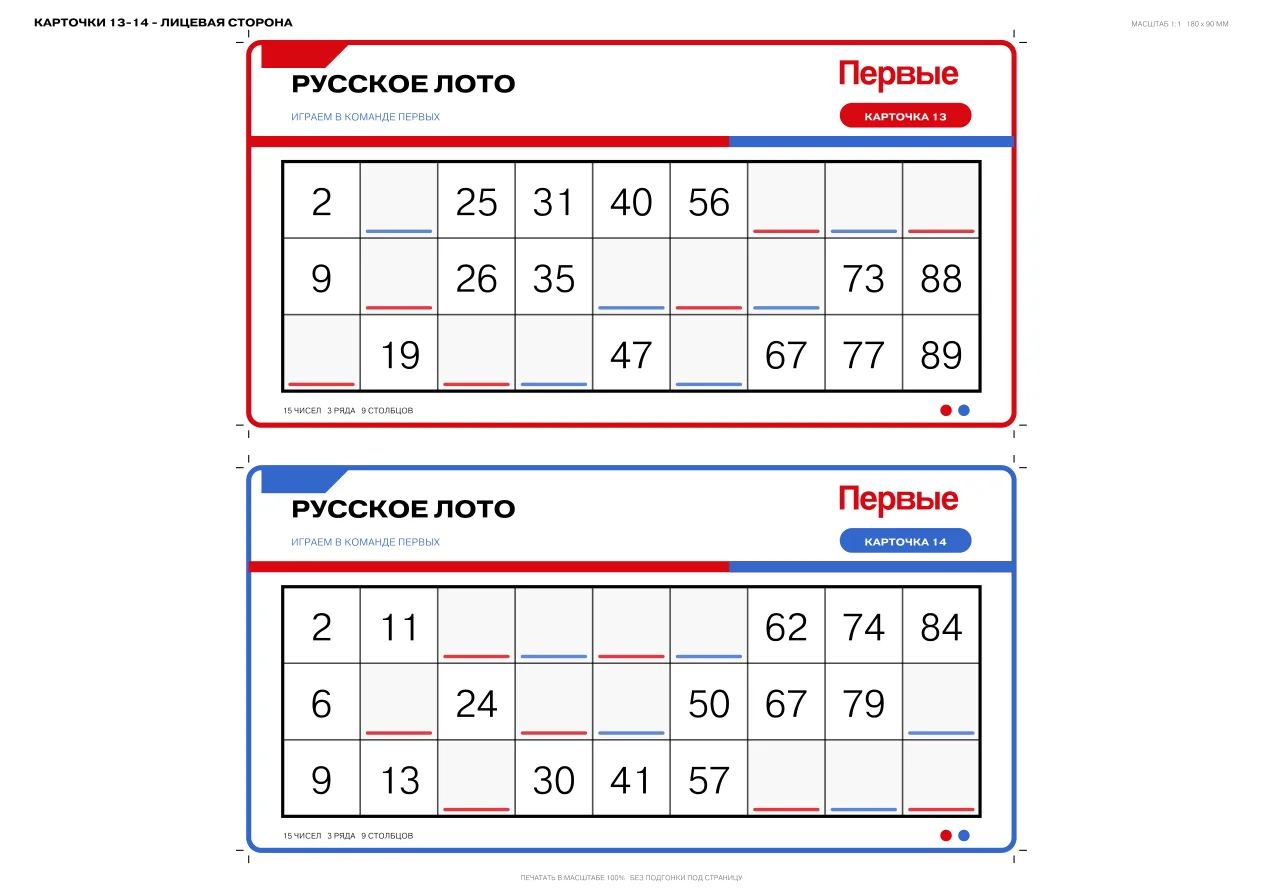 КАРТОЧКИ 13-14 - ЛИЦЕВАЯ СТОРОНА
МАСШТАБ 1:1 180 x 90 ММ
РУССКОЕ ЛОТО
Первые
ИГРАЕМ В КОМАНДЕ ПЕРВЫХ
КАРТОЧКА 13
2 25 31 40 56
9 26 35 73 88
19 47 67 77 89
15 ЧИСЕЛ 3 РЯДА 9 СТОЛБЦОВ
РУССКОЕ ЛОТО
Первые
ИГРАЕМ В КОМАНДЕ ПЕРВЫХ
КАРТОЧКА 14
2 11 62 74 84
6 24 50 67 79
9 13 30 41 57
15 ЧИСЕЛ 3 РЯДА 9 СТОЛБЦОВ
ПЕЧАТАТЬ В МАСШТАБЕ 100% БЕЗ ПОДГОНКИ ПОД СТРАНИЦУ